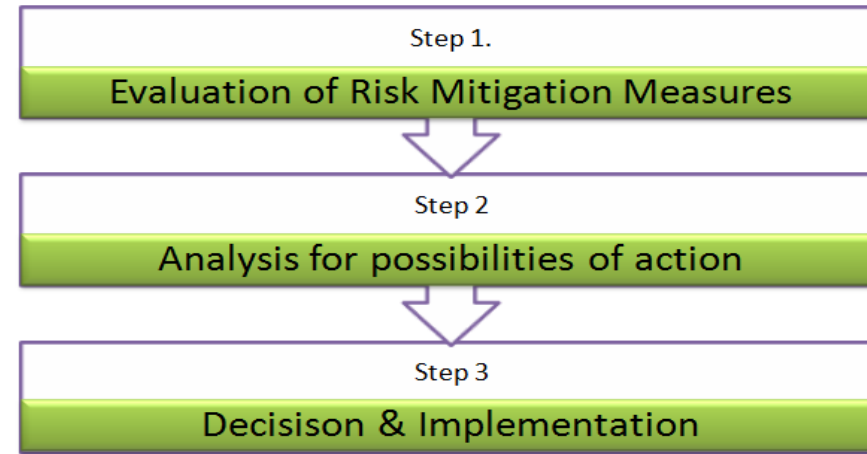 Step 1.
Evaluation of Risk Mitigation Measures
Step 2
Analysis for possibilities of action
Step 3
Decisison & Implementation